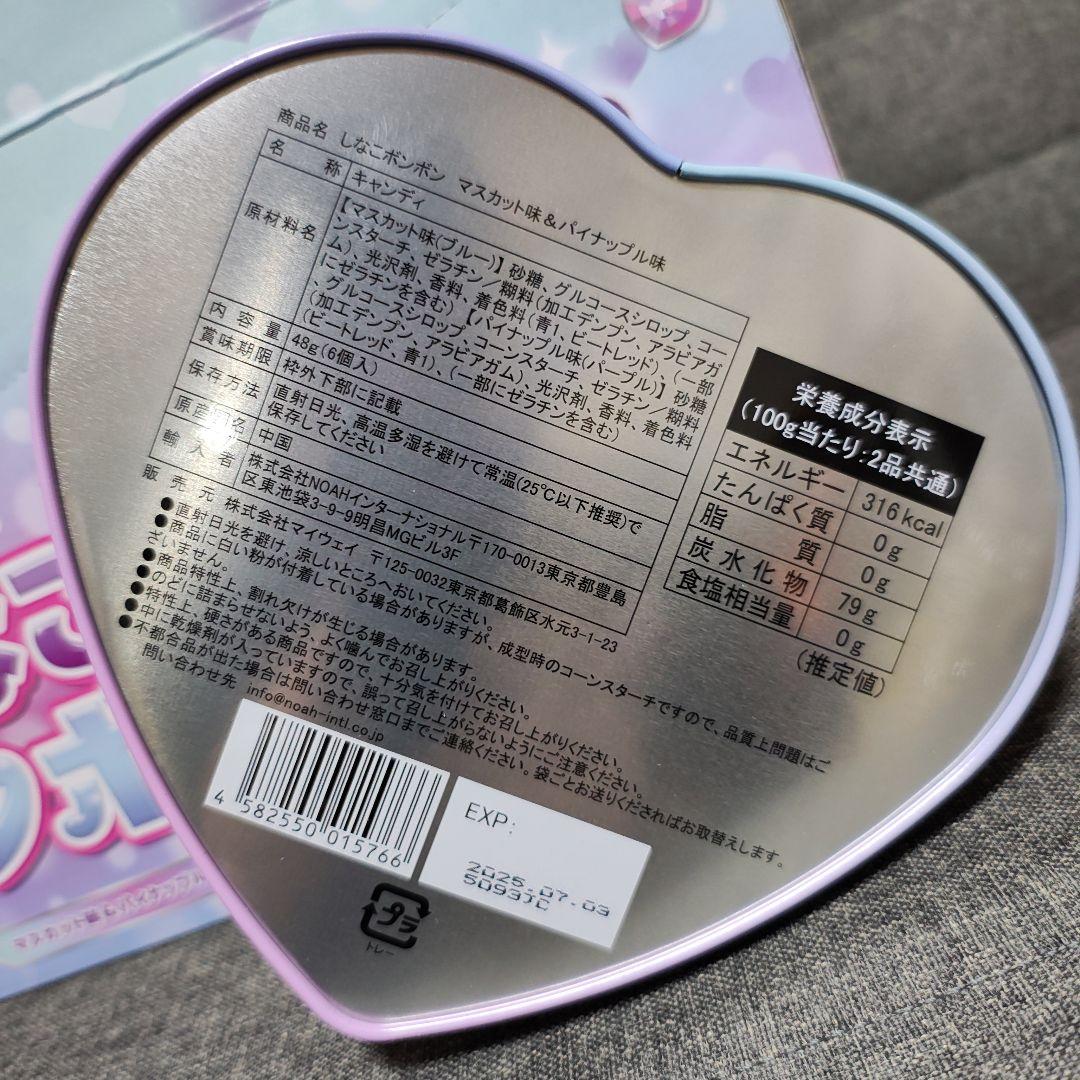 商品名 しなこボンボン マスカット味&パイナップル味
名称 キャンディ
原材料名 【マスカット味(ブルー)】砂糖、グルコースシロップ、コー
ンスターチ、ゼラチン/糊料(加工デンプン、アラビアガ
ム)、光沢剤、香料、着色料(青1、ビートレッド)、(一部
にゼラチンを含む)【パイナップル味(パープル)】砂糖
、グルコースシロップ、コーンスターチ、ゼラチン/糊料
(加工デンプン、アラビアガム)、光沢剤、香料、着色料
(ビートレッド、青1)、(一部にゼラチンを含む)
内容量 48g(6個入)
賞味期限 枠外下部に記載
保存方法 直射日光、高温多湿を避けて常温(25℃以下推奨)で
保存してください
原産国名 中国
輸入者 株式会社NOAHインターナショナル〒170-0013東京都豊島
区東池袋3-9-9明昌MGビル3F
販売元 株式会社マイウェイ 〒125-0032東京都葛飾区水元3-1-23
●直射日光を避け、涼しいところへおいてください。
●商品に白い粉が付着している場合がありますが、成型時のコーンスターチですので、品質上問題はご
ざいません。
●商品特性上、割れ欠けが生じる場合があります。
●のどに詰まらせないよう、よく噛んでお召し上がりください。
●特性上、硬さがある商品ですので、十分気を付けてお召し上がりください。
●中に乾燥剤が入っていますので、誤って召し上がらないようにご注意ください。
●不都合品が出た場合は問い合わせ窓口までご連絡ください。袋ごとお送りくださればお取替えします。
問い合わせ先 info@noah-intl.co.jp
栄養成分表示
(100g当たり:2品共通)
エネルギー 316kcal
たんぱく質 0g
脂質 0g
炭水化物 79g
食塩相当量 0g
(推定値)
4 582550 015766
EXP:
2025.07.03
5093JC
プラ
トレー
マスカット味&パイナップル